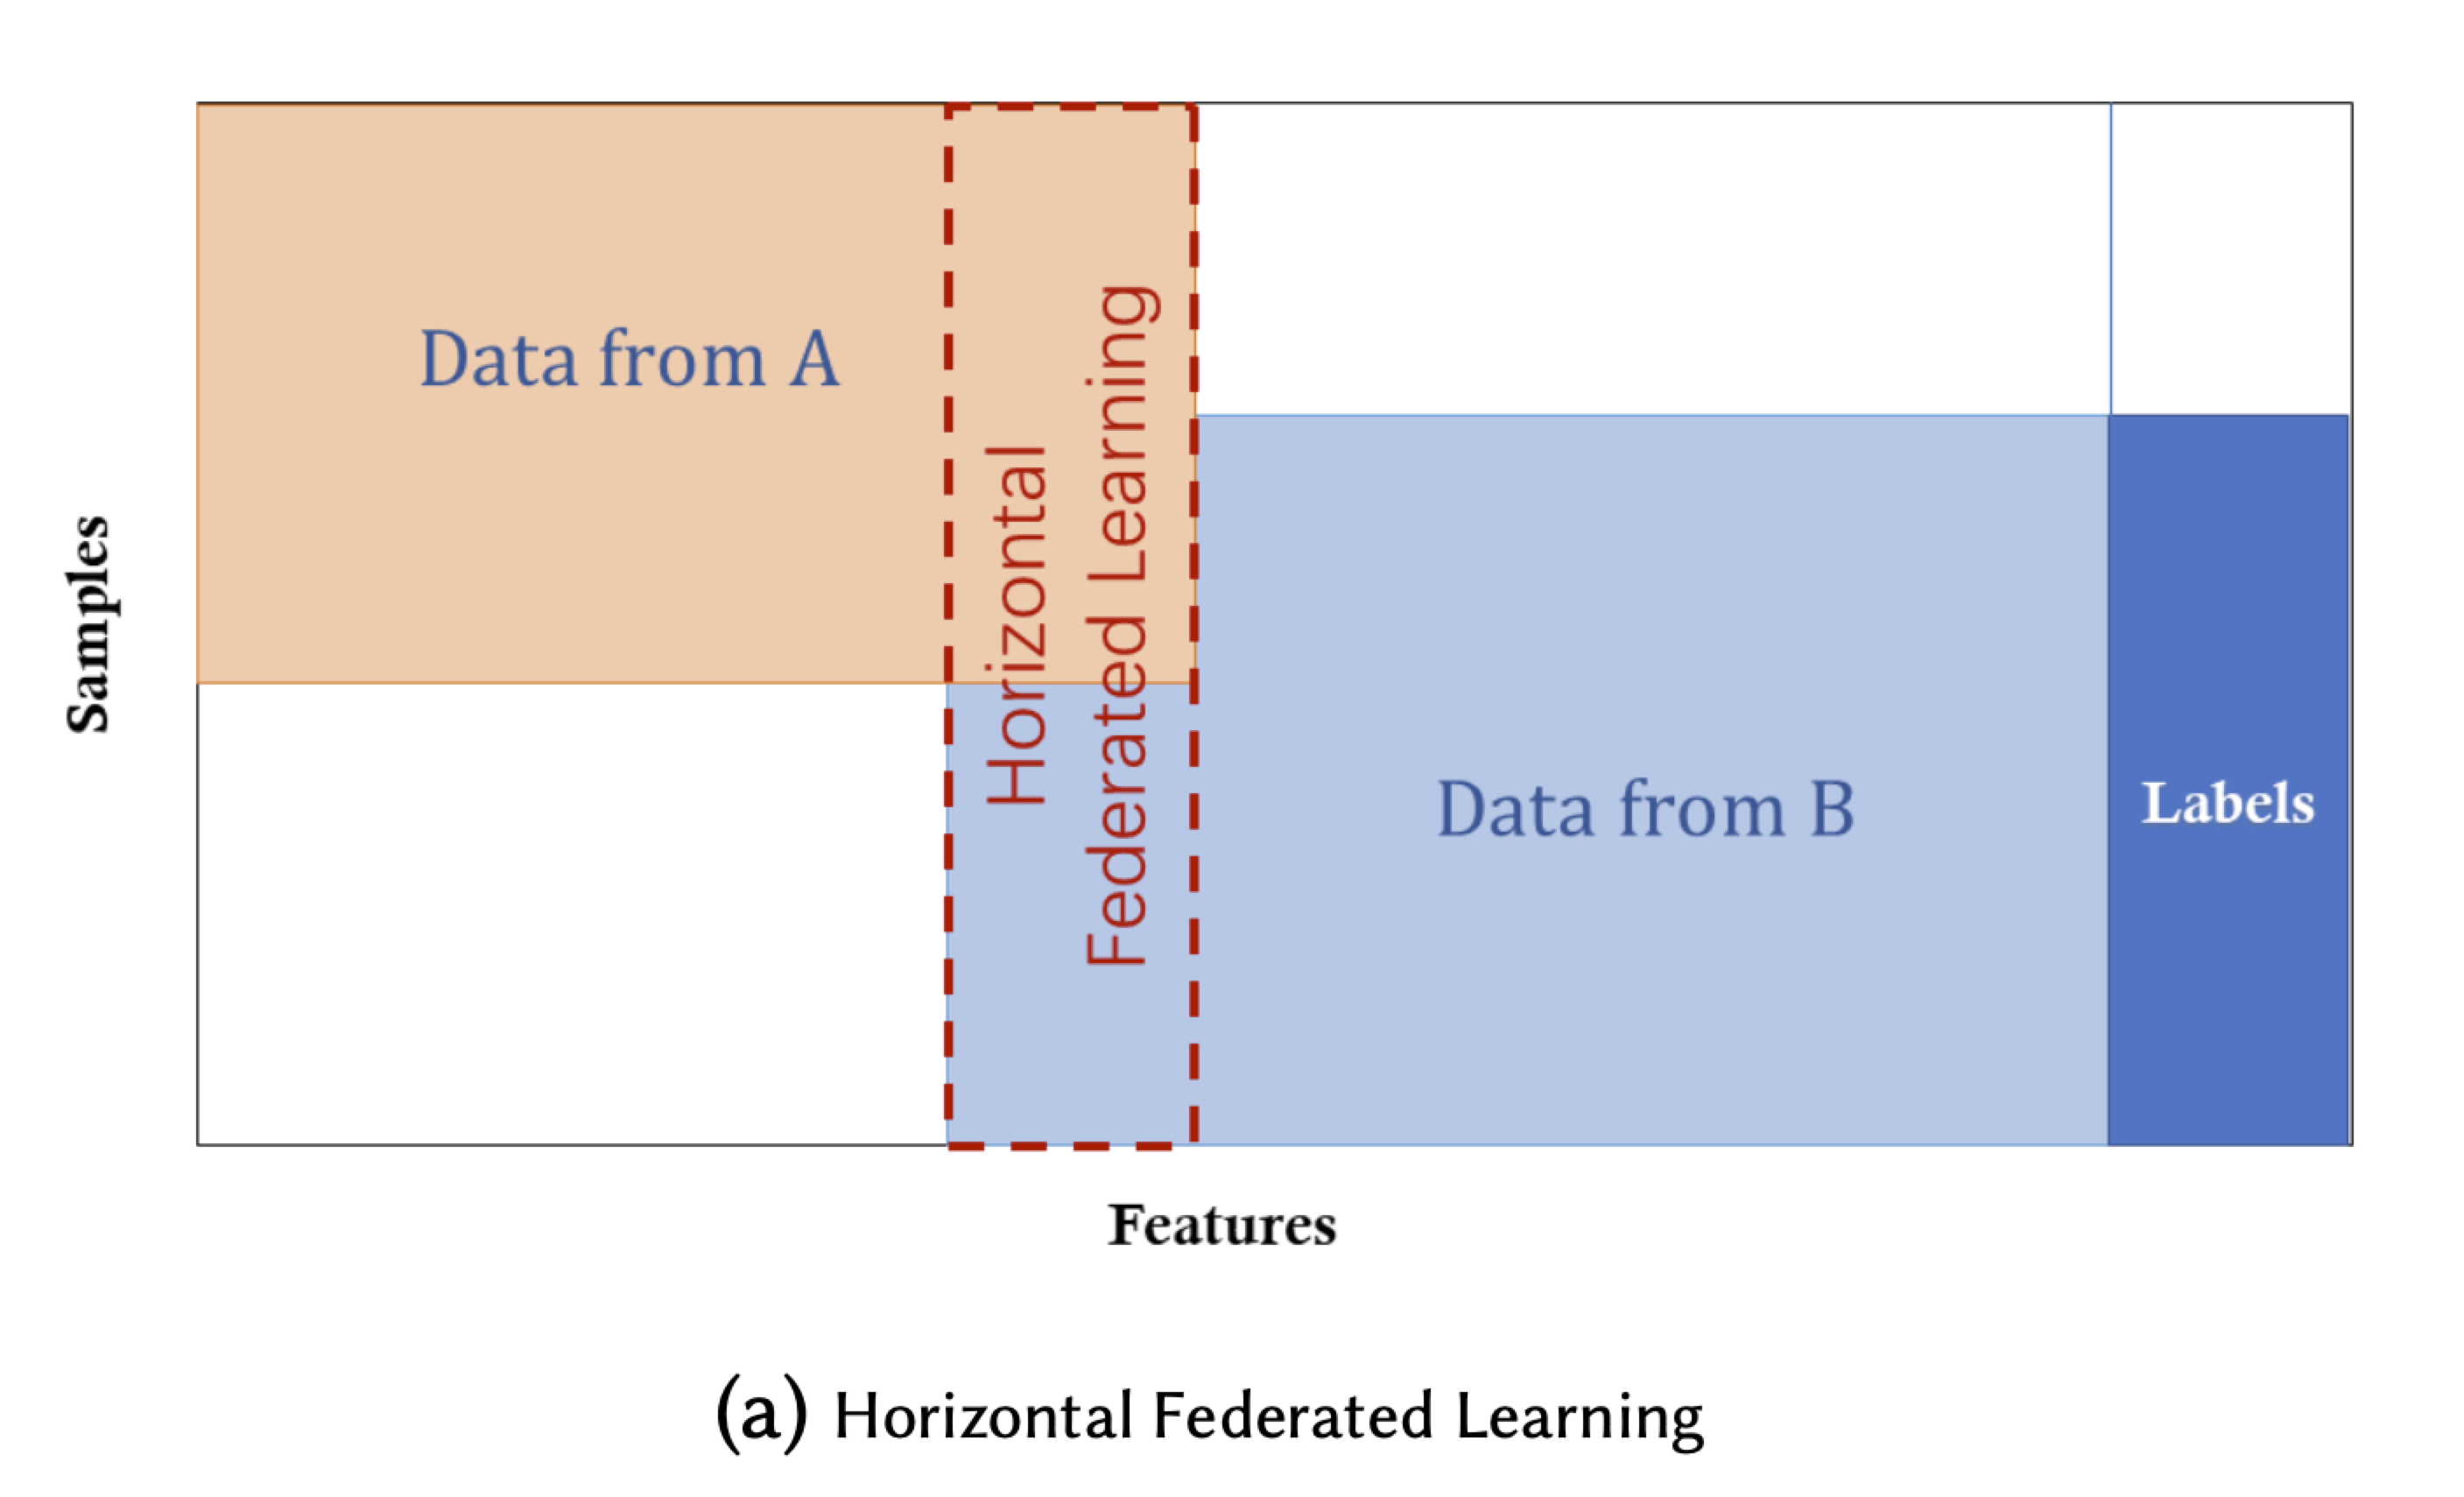 Data from A
Horizontal
Federated Learning
Samples
Data from B
Labels
Features
(a) Horizontal Federated Learning